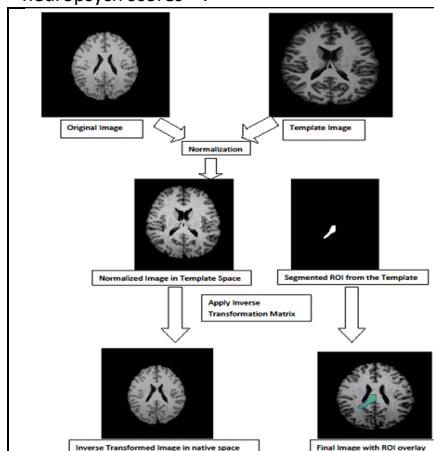 Original Image
Template Image
Normalization
Normalized Image in Template Space
Segmented ROI from the Template
Apply Inverse
Transformation Matrix
Inverse Transformed Image in native space
Final Image with ROI overlay